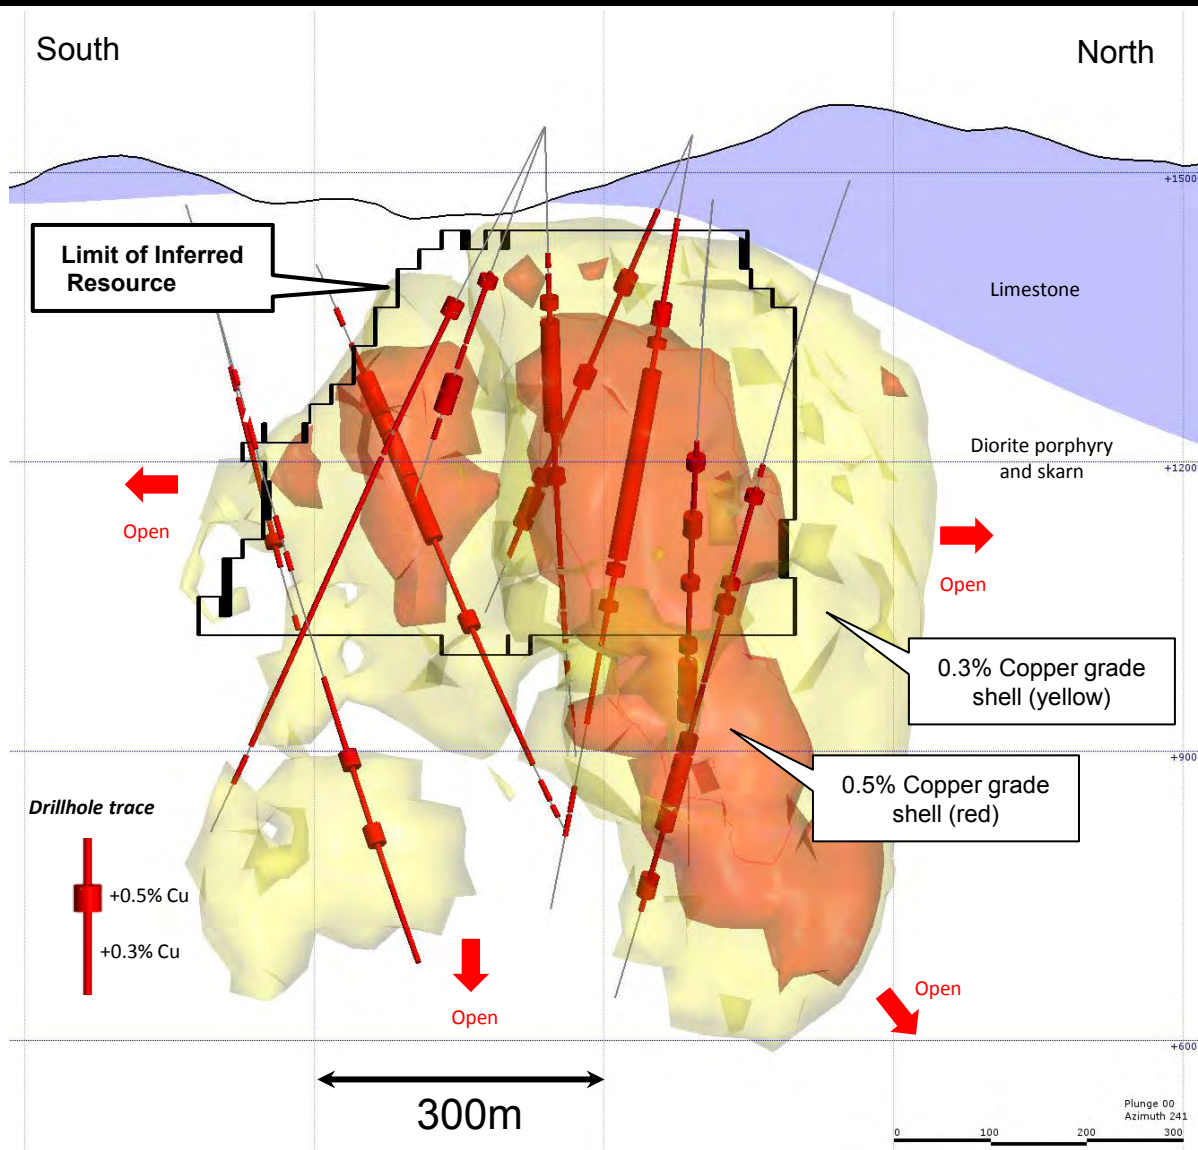 South
North
+1500
Limit of Inferred
Resource
Limestone
Diorite porphyry
and skarn
+1200
Open
Open
0.3% Copper grade
shell (yellow)
+900
0.5% Copper grade
shell (red)
Drillhole trace
+0.5% Cu
+0.3% Cu
Open
Open
+600
300m
Plunge 00
Azimuth 241
0 100 200 300